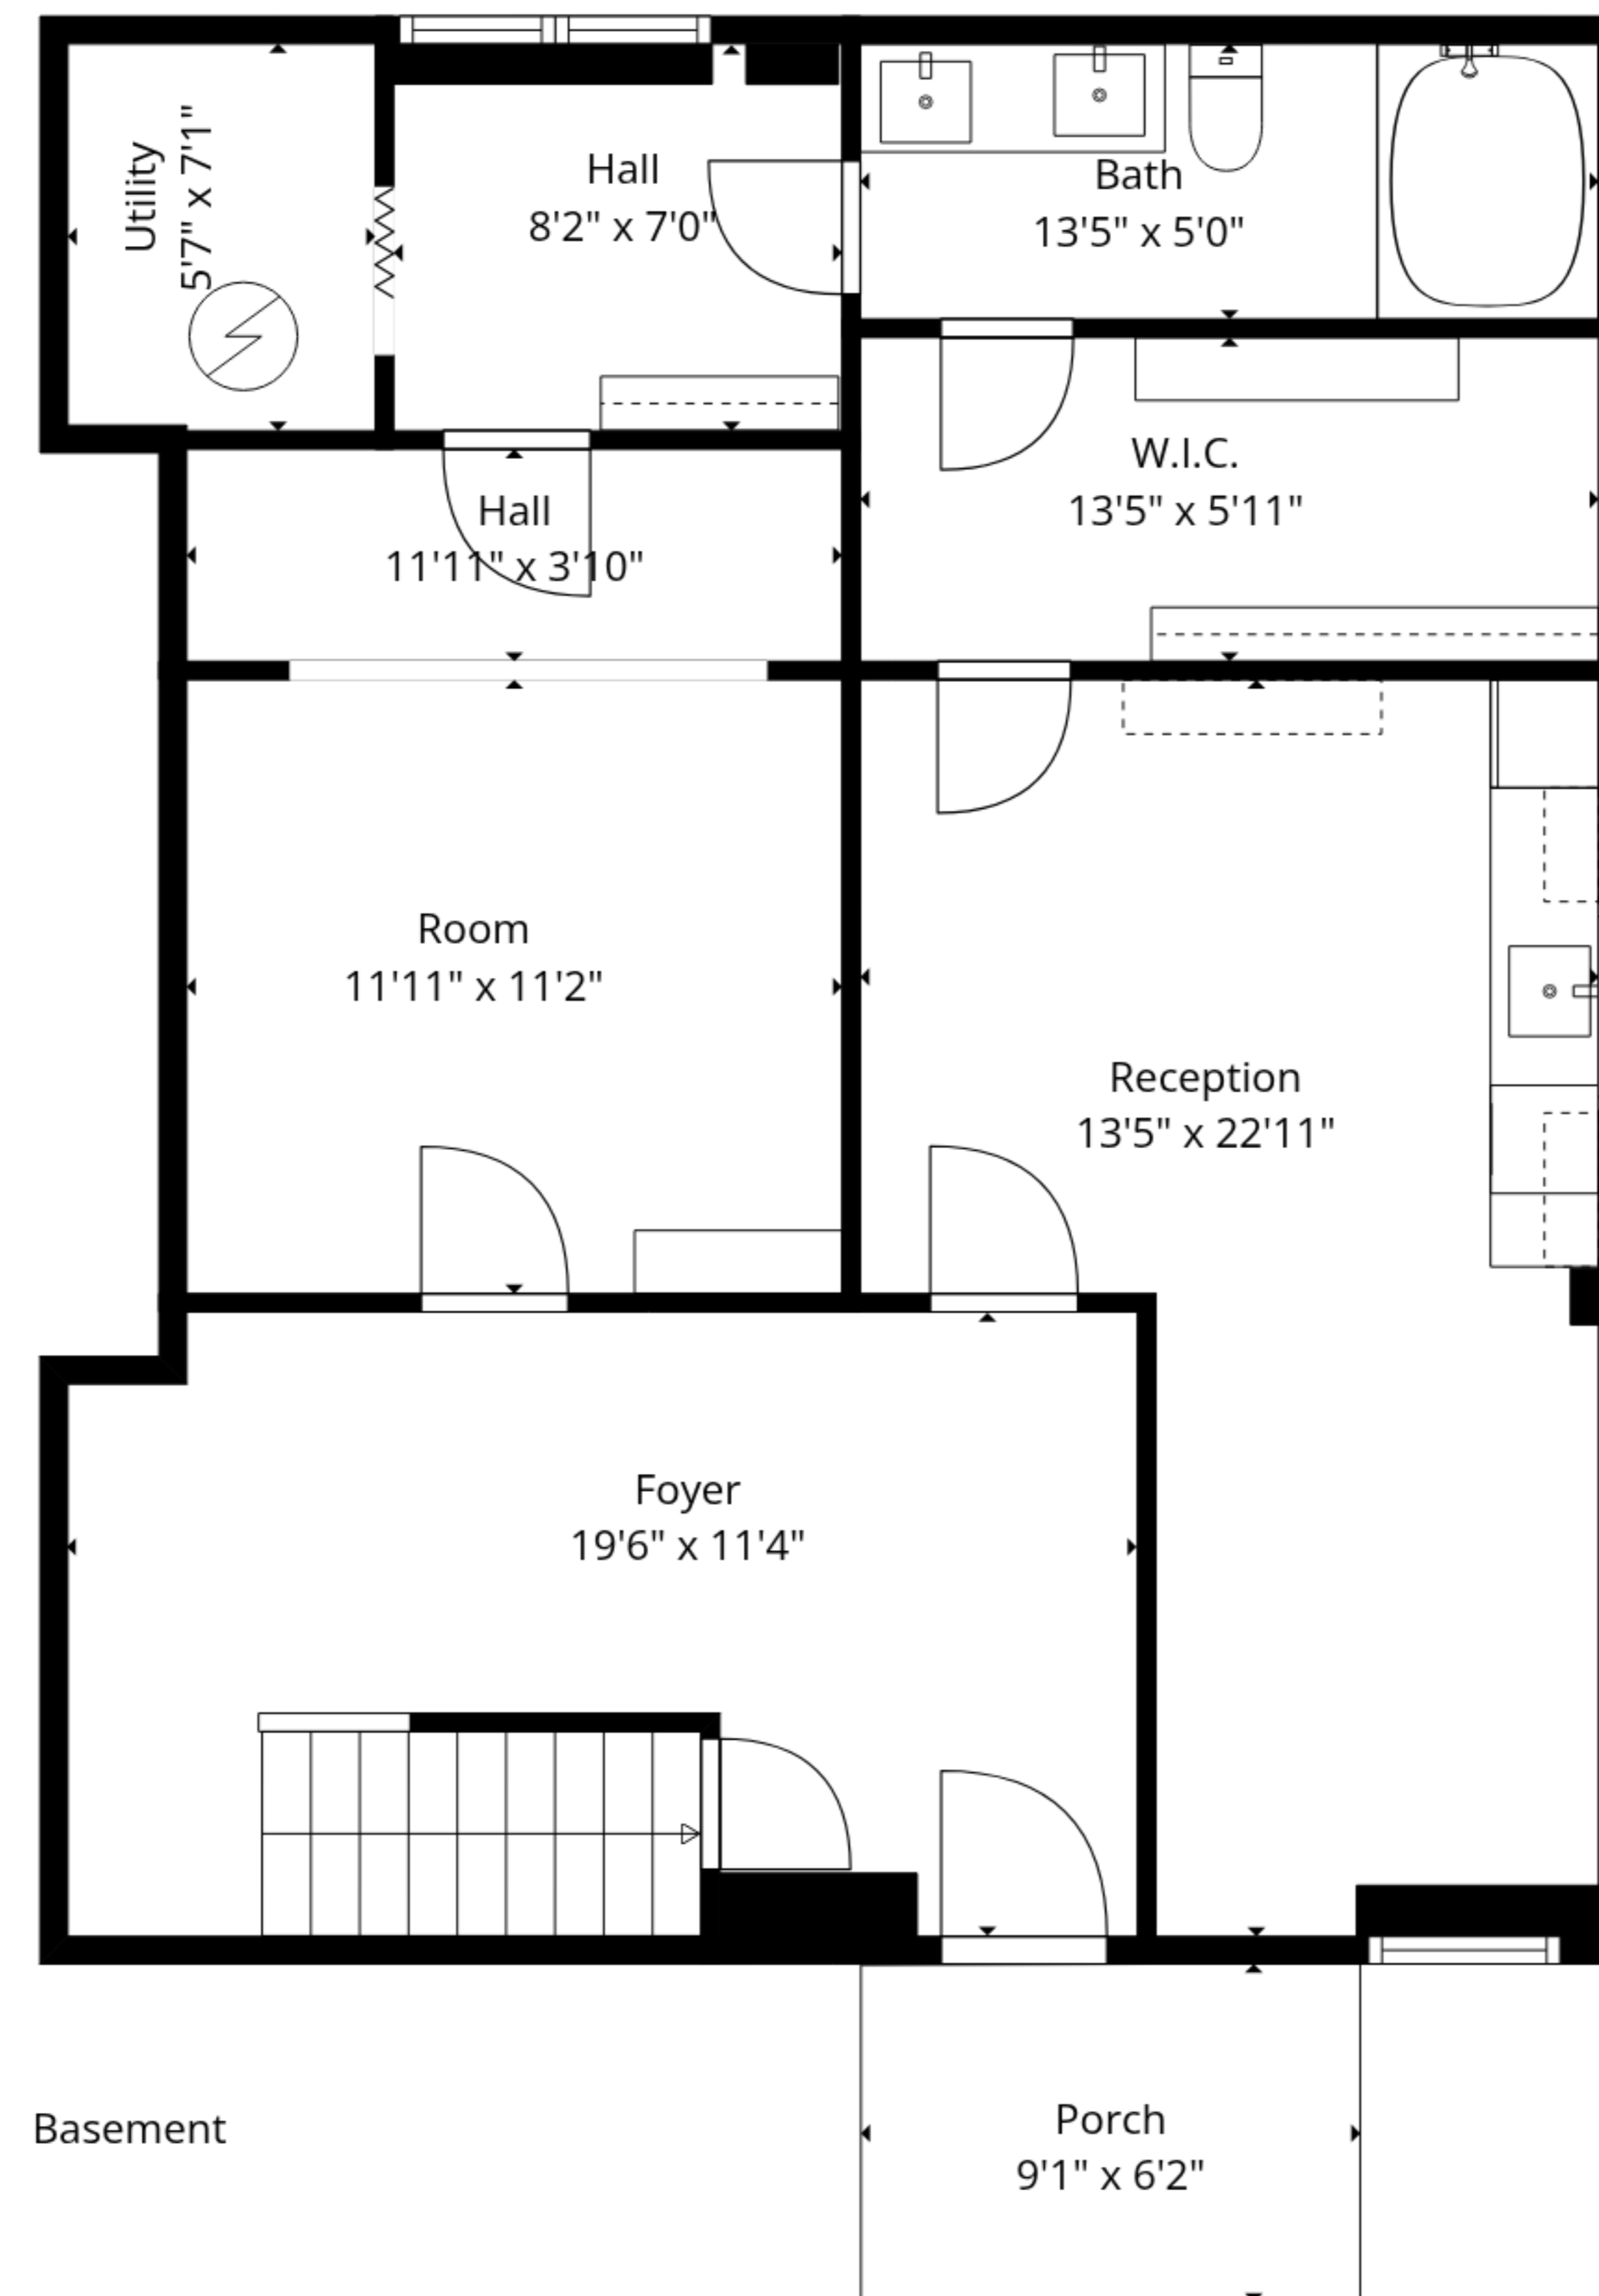 Utility
5'7" x 7'1"
Hall
8'2" x 7'0"
Bath
13'5" x 5'0"
W.I.C.
13'5" x 5'11"
Hall
11'11" x 3'10"
Room
11'11" x 11'2"
Reception
13'5" x 22'11"
Foyer
19'6" x 11'4"
Basement
Porch
9'1" x 6'2"